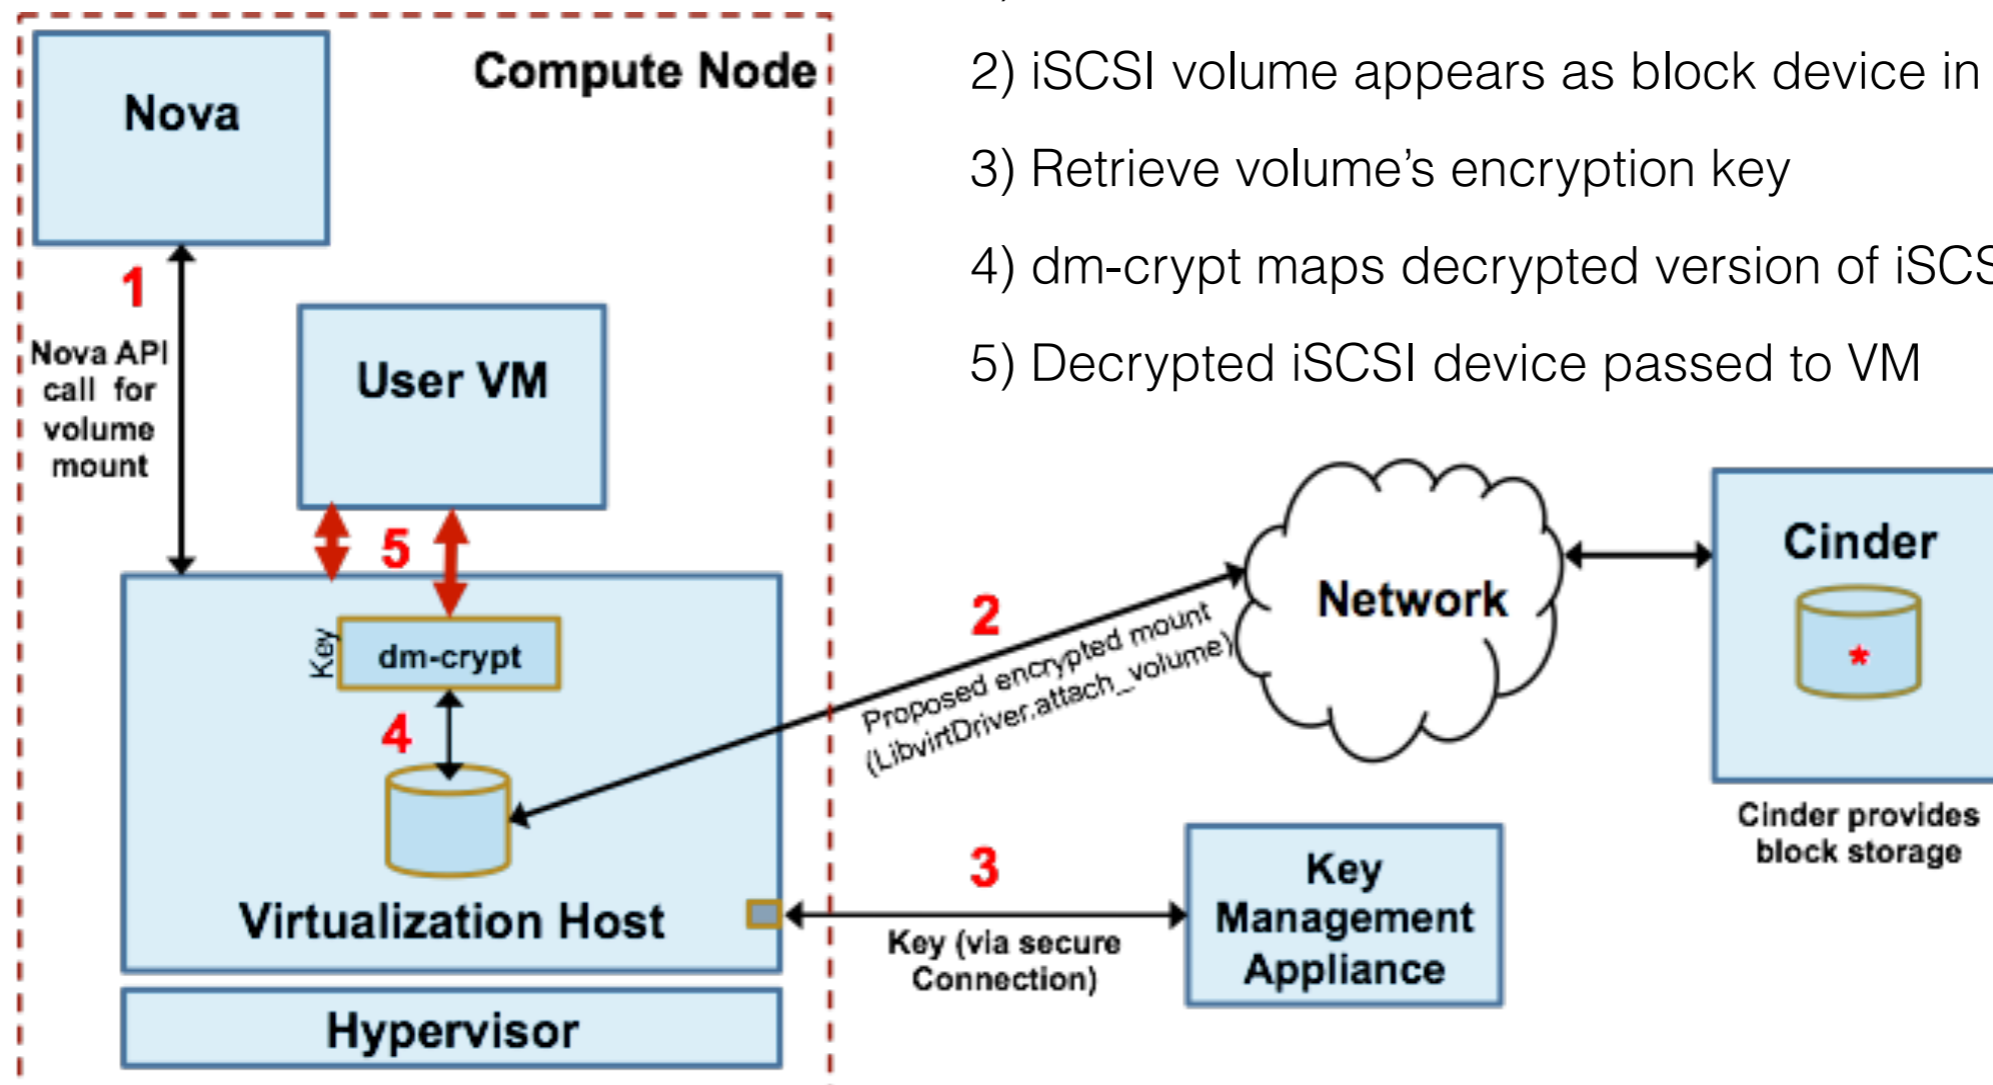 Compute Node
Nova
1
Nova API
call for
volume
mount
User VM
5
Key
dm-crypt
4
Virtualization Host
Hypervisor
2) iSCSI volume appears as block device in
3) Retrieve volume's encryption key
4) dm-crypt maps decrypted version of iSCS
5) Decrypted iSCSI device passed to VM
2
Proposed encrypted mount
(LibvirtDriver.attach_volume)
Network
Cinder
*
Cinder provides
block storage
3
Key (via secure
Connection)
Key
Management
Appliance